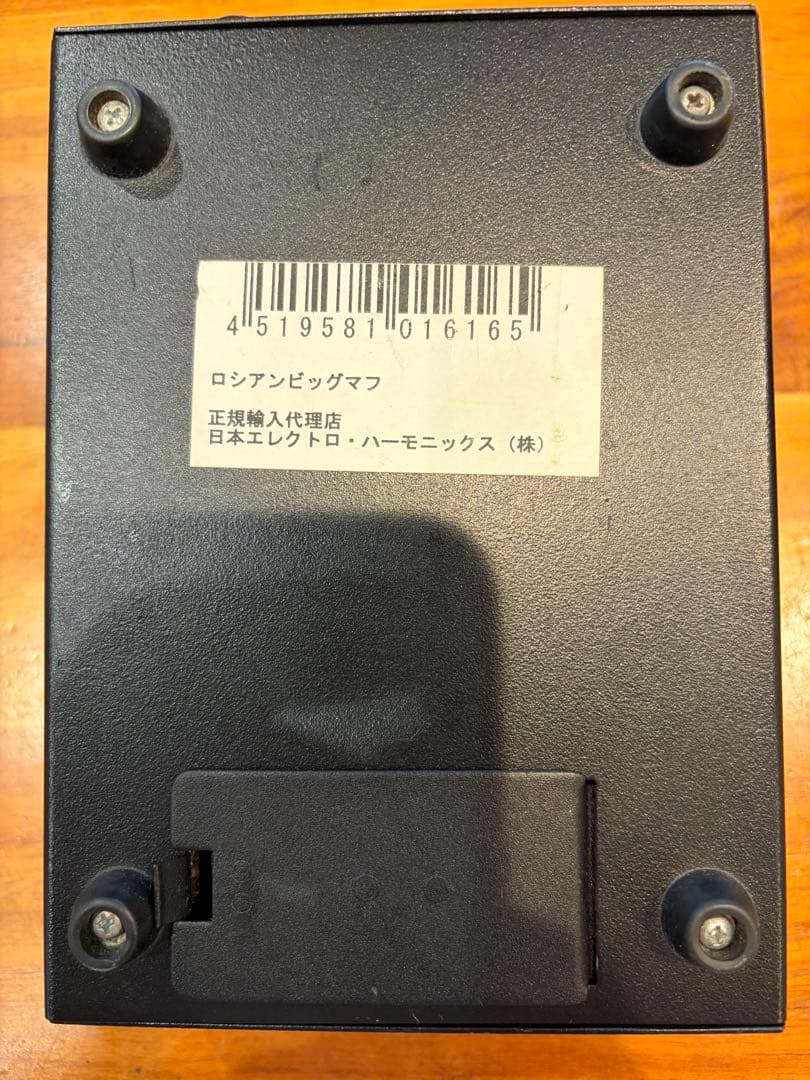 4 519581 016165
ロシアンビッグマフ
正規輸入代理店
日本エレクトロ・ハーモニックス（株）